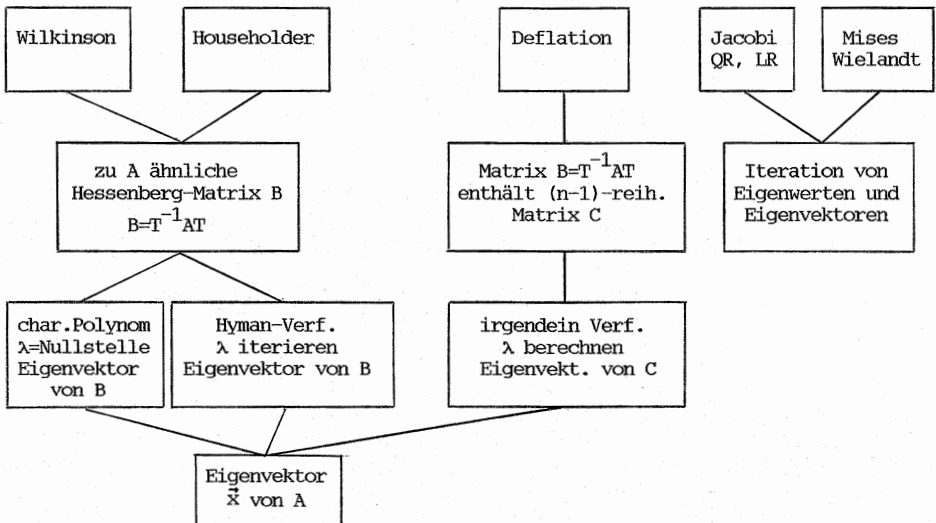 Wilkinson
Householder
Deflation
Jacobi
QR, LR
Mises
Wielandt
zu A ähnliche
Hessenberg-Matrix B
B=T⁻¹AT
Matrix B=T⁻¹AT
enthält (n-1)-reih.
Matrix C
Iteration von
Eigenwerten und
Eigenvektoren
char.Polynom
λ=Nullstelle
Eigenvektor
von B
Hyman-Verf.
λ iterieren
Eigenvektor von B
irgendein Verf.
λ berechnen
Eigenvekt. von C
Eigenvektor
x⃗ von A